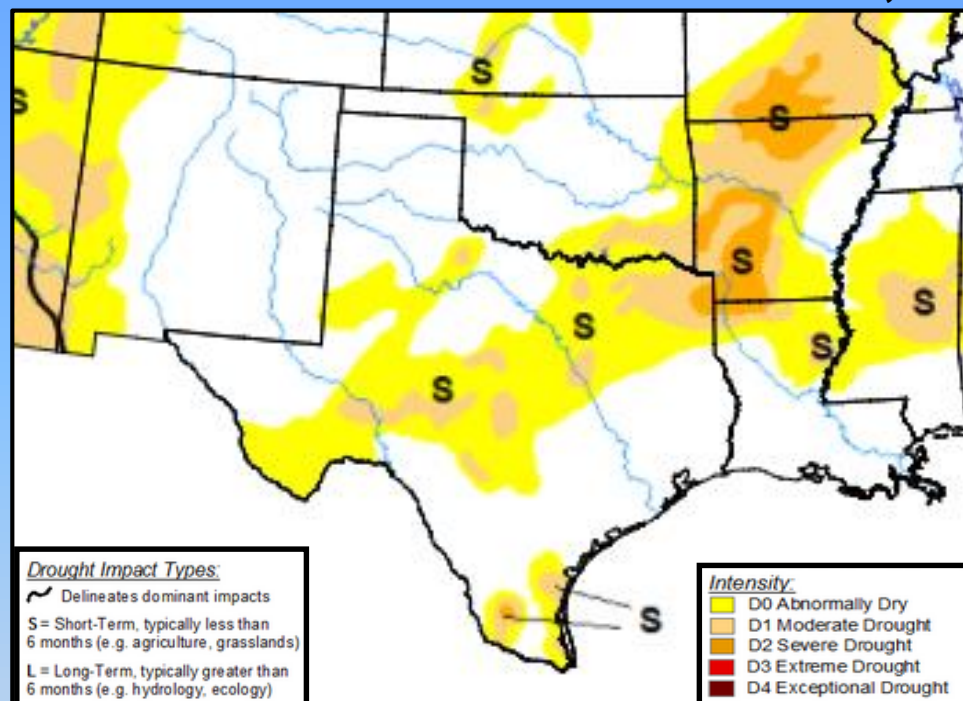 S
S
S
S
S
S
S
S
S
S
Drought Impact Types:
Delineates dominant impacts
S = Short-Term, typically less than
6 months (e.g. agriculture, grasslands)
L = Long-Term, typically greater than
6 months (e.g. hydrology, ecology)
Intensity:
D0 Abnormally Dry
D1 Moderate Drought
D2 Severe Drought
D3 Extreme Drought
D4 Exceptional Drought